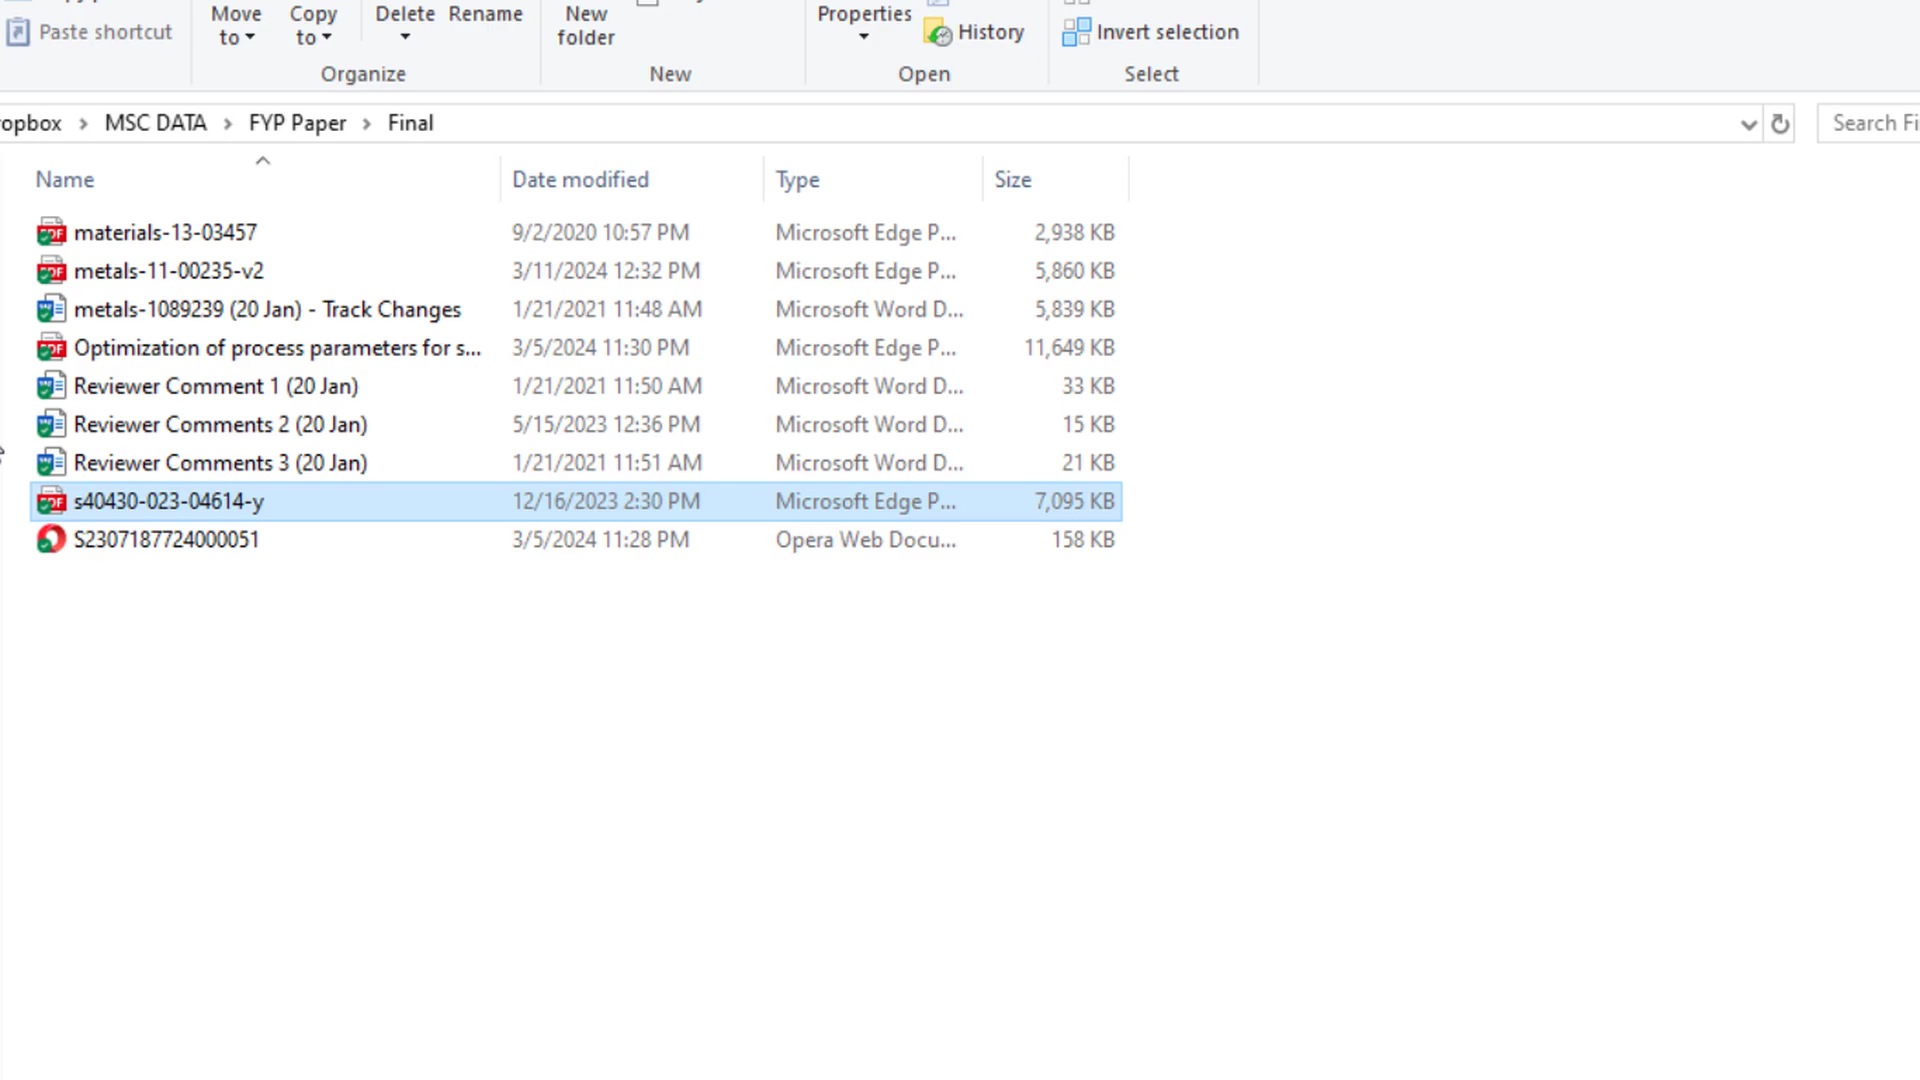 Paste shortcut
Move to
Copy to
Delete
Rename
New folder
Properties
History
Invert selection
Organize
New
Open
Select
opbox > MSC DATA > FYP Paper > Final
Search Fi
Name Date modified Type Size
materials-13-03457 9/2/2020 10:57 PM Microsoft Edge P... 2,938 KB
metals-11-00235-v2 3/11/2024 12:32 PM Microsoft Edge P... 5,860 KB
metals-1089239 (20 Jan) - Track Changes 1/21/2021 11:48 AM Microsoft Word D... 5,839 KB
Optimization of process parameters for s... 3/5/2024 11:30 PM Microsoft Edge P... 11,649 KB
Reviewer Comment 1 (20 Jan) 1/21/2021 11:50 AM Microsoft Word D... 33 KB
Reviewer Comments 2 (20 Jan) 5/15/2023 12:36 PM Microsoft Word D... 15 KB
Reviewer Comments 3 (20 Jan) 1/21/2021 11:51 AM Microsoft Word D... 21 KB
s40430-023-04614-y 12/16/2023 2:30 PM Microsoft Edge P... 7,095 KB
S2307187724000051 3/5/2024 11:28 PM Opera Web Docu... 158 KB